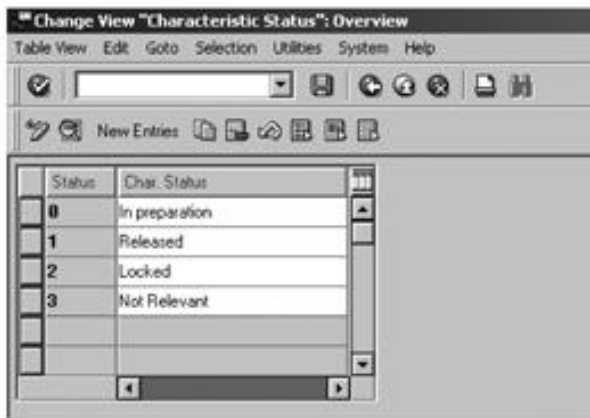 Change View "Characteristic Status": Overview
Table View Edit Goto Selection Utilities System Help
New Entries
Status Char. Status
0 In preparation
1 Released
2 Locked
3 Not Relevant